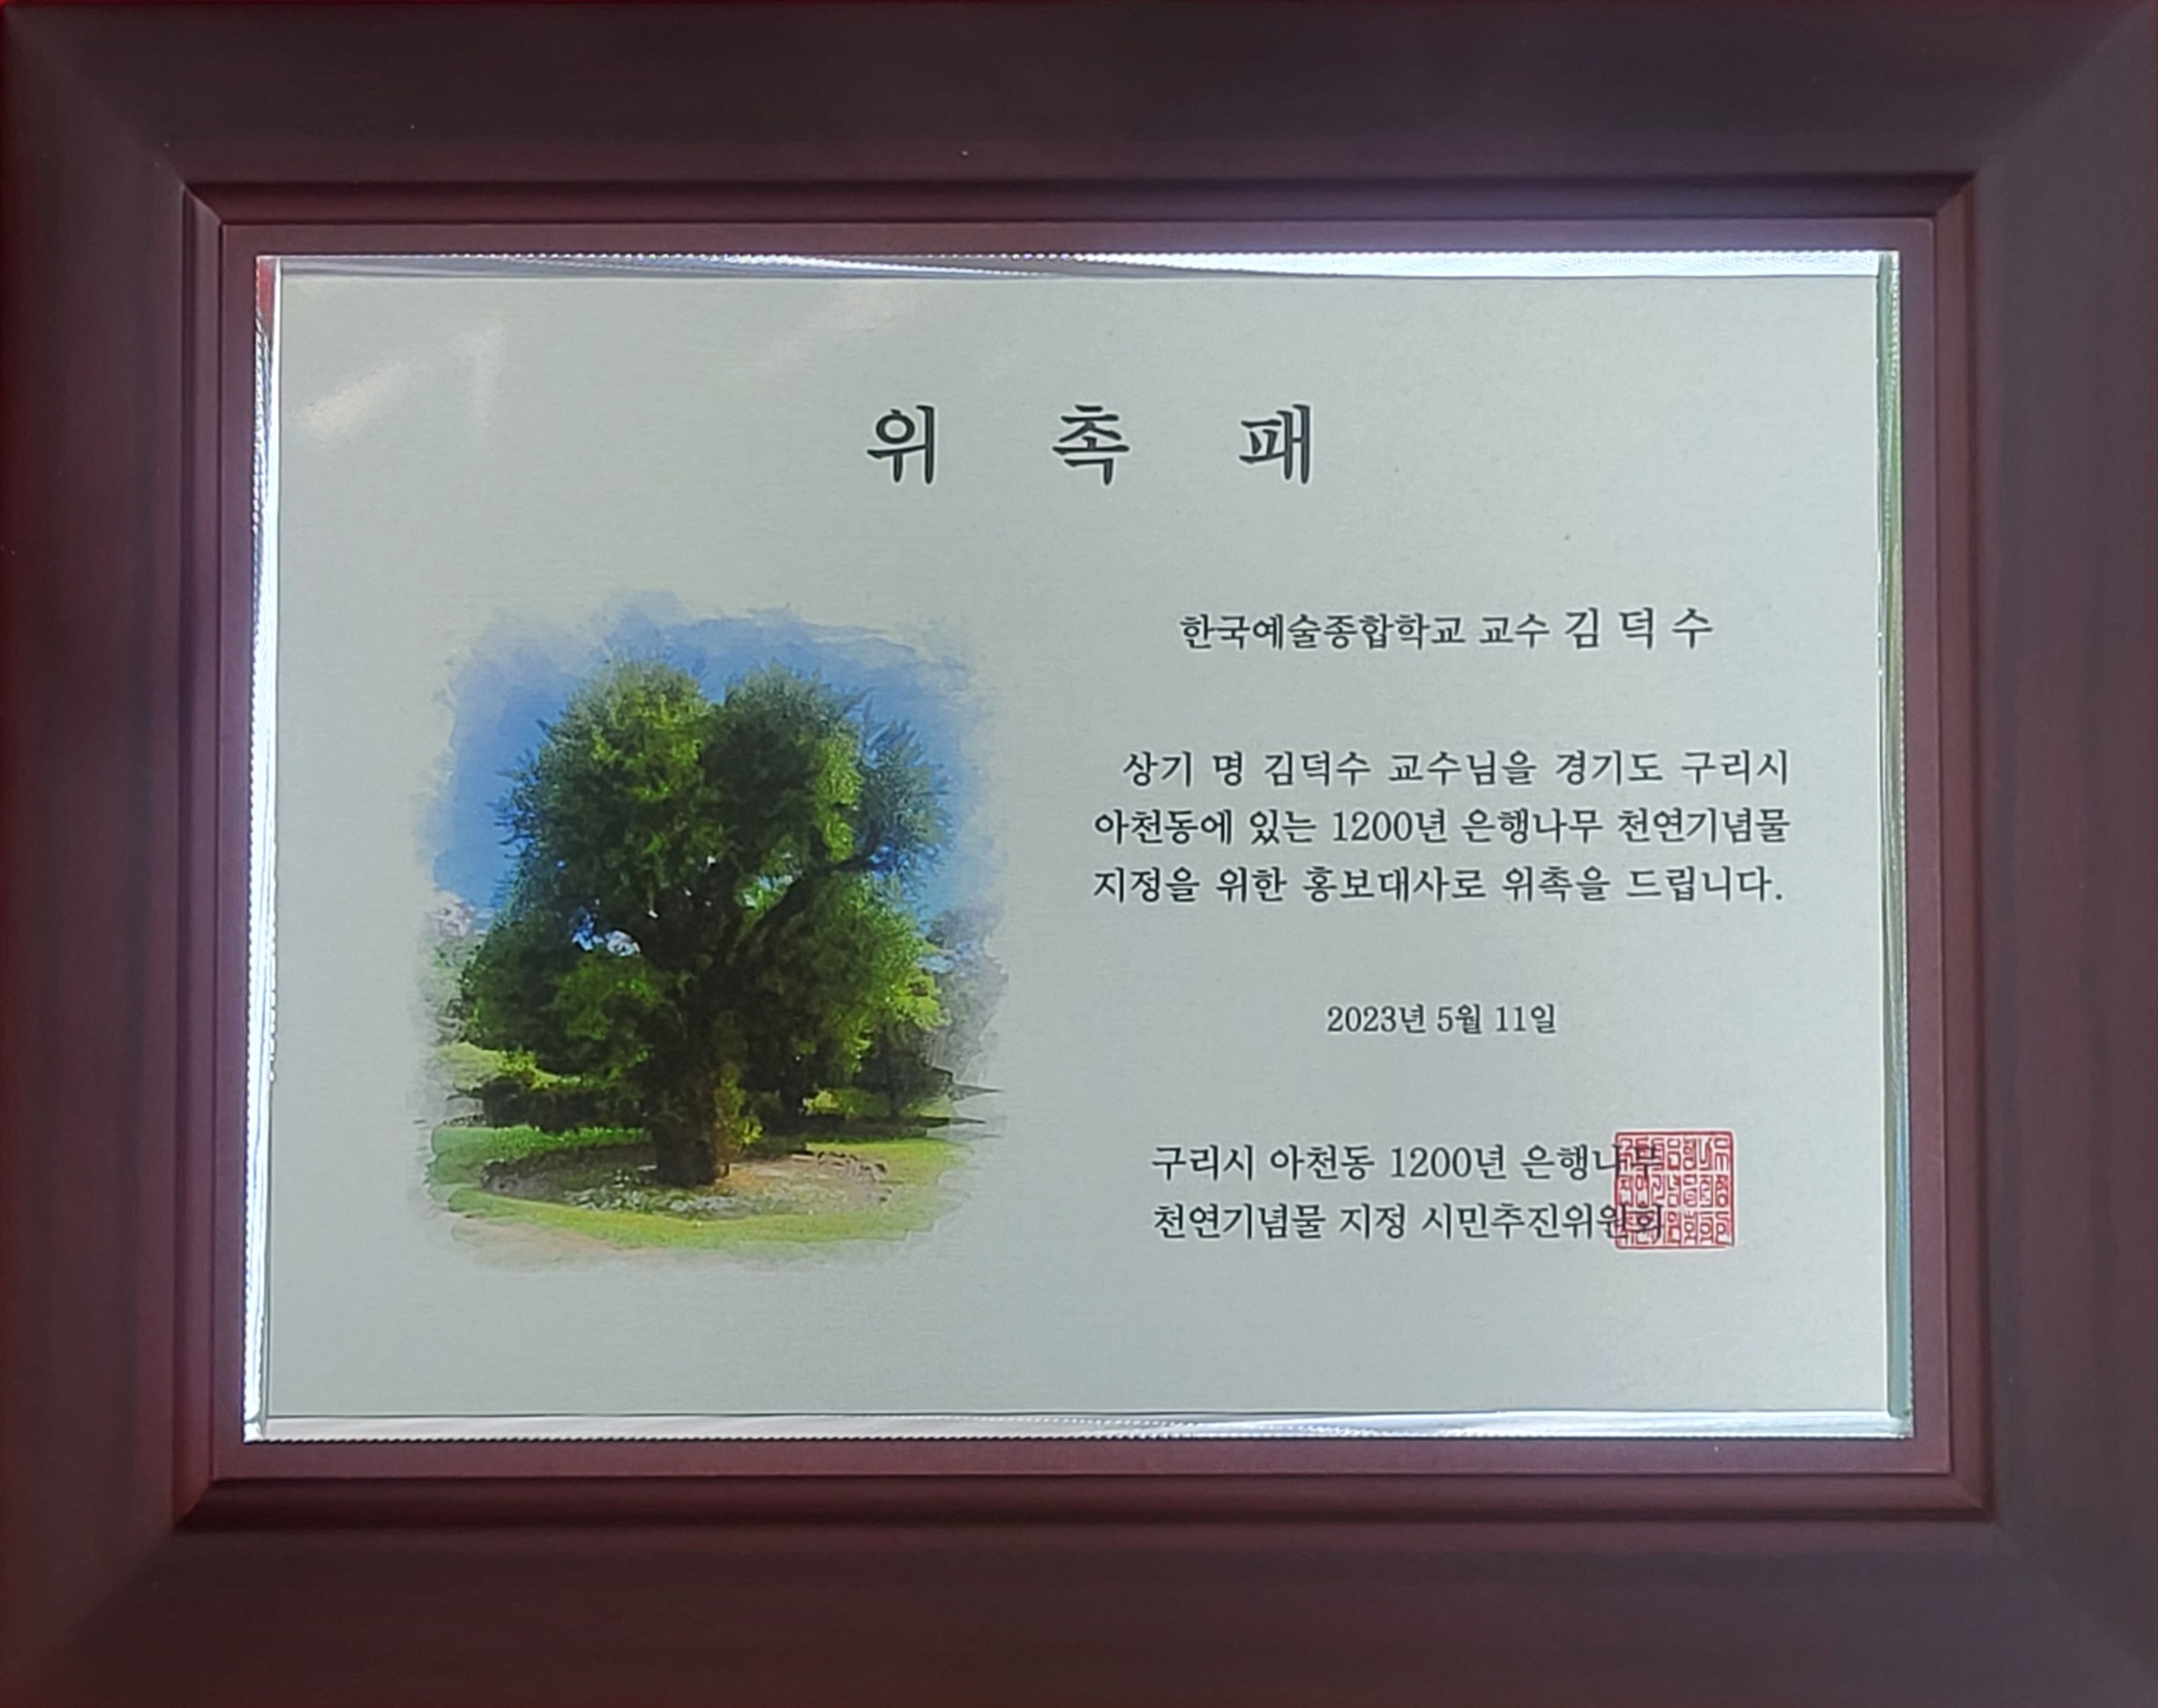 위 촉 패
한국예술종합학교 교수 김 덕 수
상기 명 김덕수 교수님을 경기도 구리시
아천동에 있는 1200년 은행나무 천연기념물
지정을 위한 홍보대사로 위촉을 드립니다.
2023년 5월 11일
구리시 아천동 1200년 은행나무
천연기념물 지정 시민추진위원회